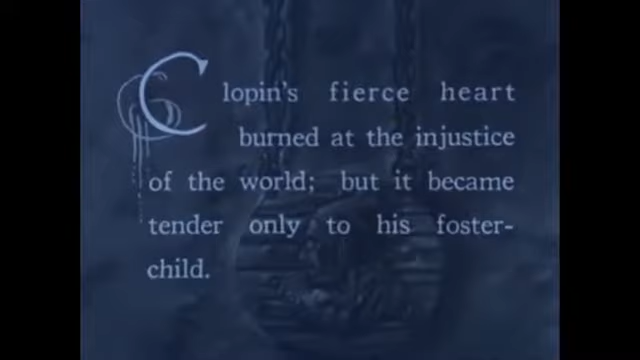 Clopin's fierce heart
burned at the injustice
of the world; but it became
tender only to his foster-
child.